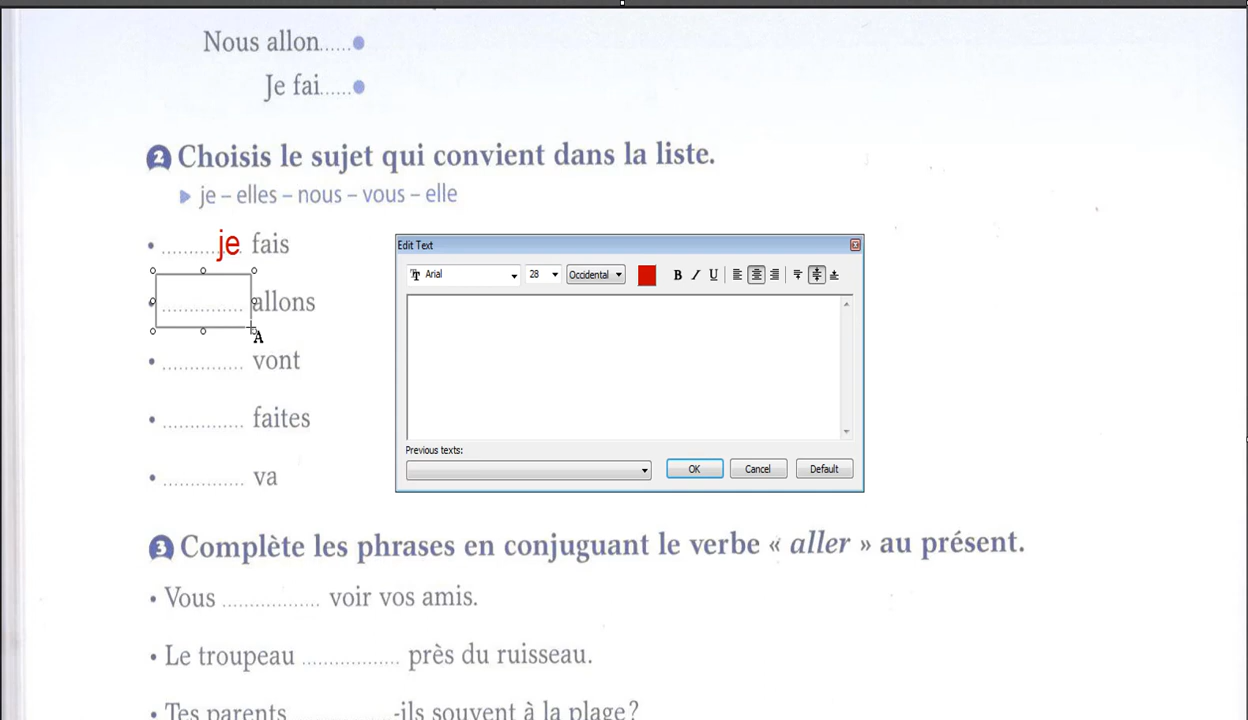 Nous allon.....●
Je fai......●
2 Choisis le sujet qui convient dans la liste.
▶ je – elles – nous – vous – elle
• ..........je. fais
• ............... allons
• ............... vont
• ............... faites
• ............... va
Edit Text
Arial 28 Occidental B I U
A
Previous texts:
OK Cancel Default
3 Complète les phrases en conjuguant le verbe « aller » au présent.
• Vous .................. voir vos amis.
• Le troupeau .................. près du ruisseau.
• Tes parents .................. -ils souvent à la plage ?